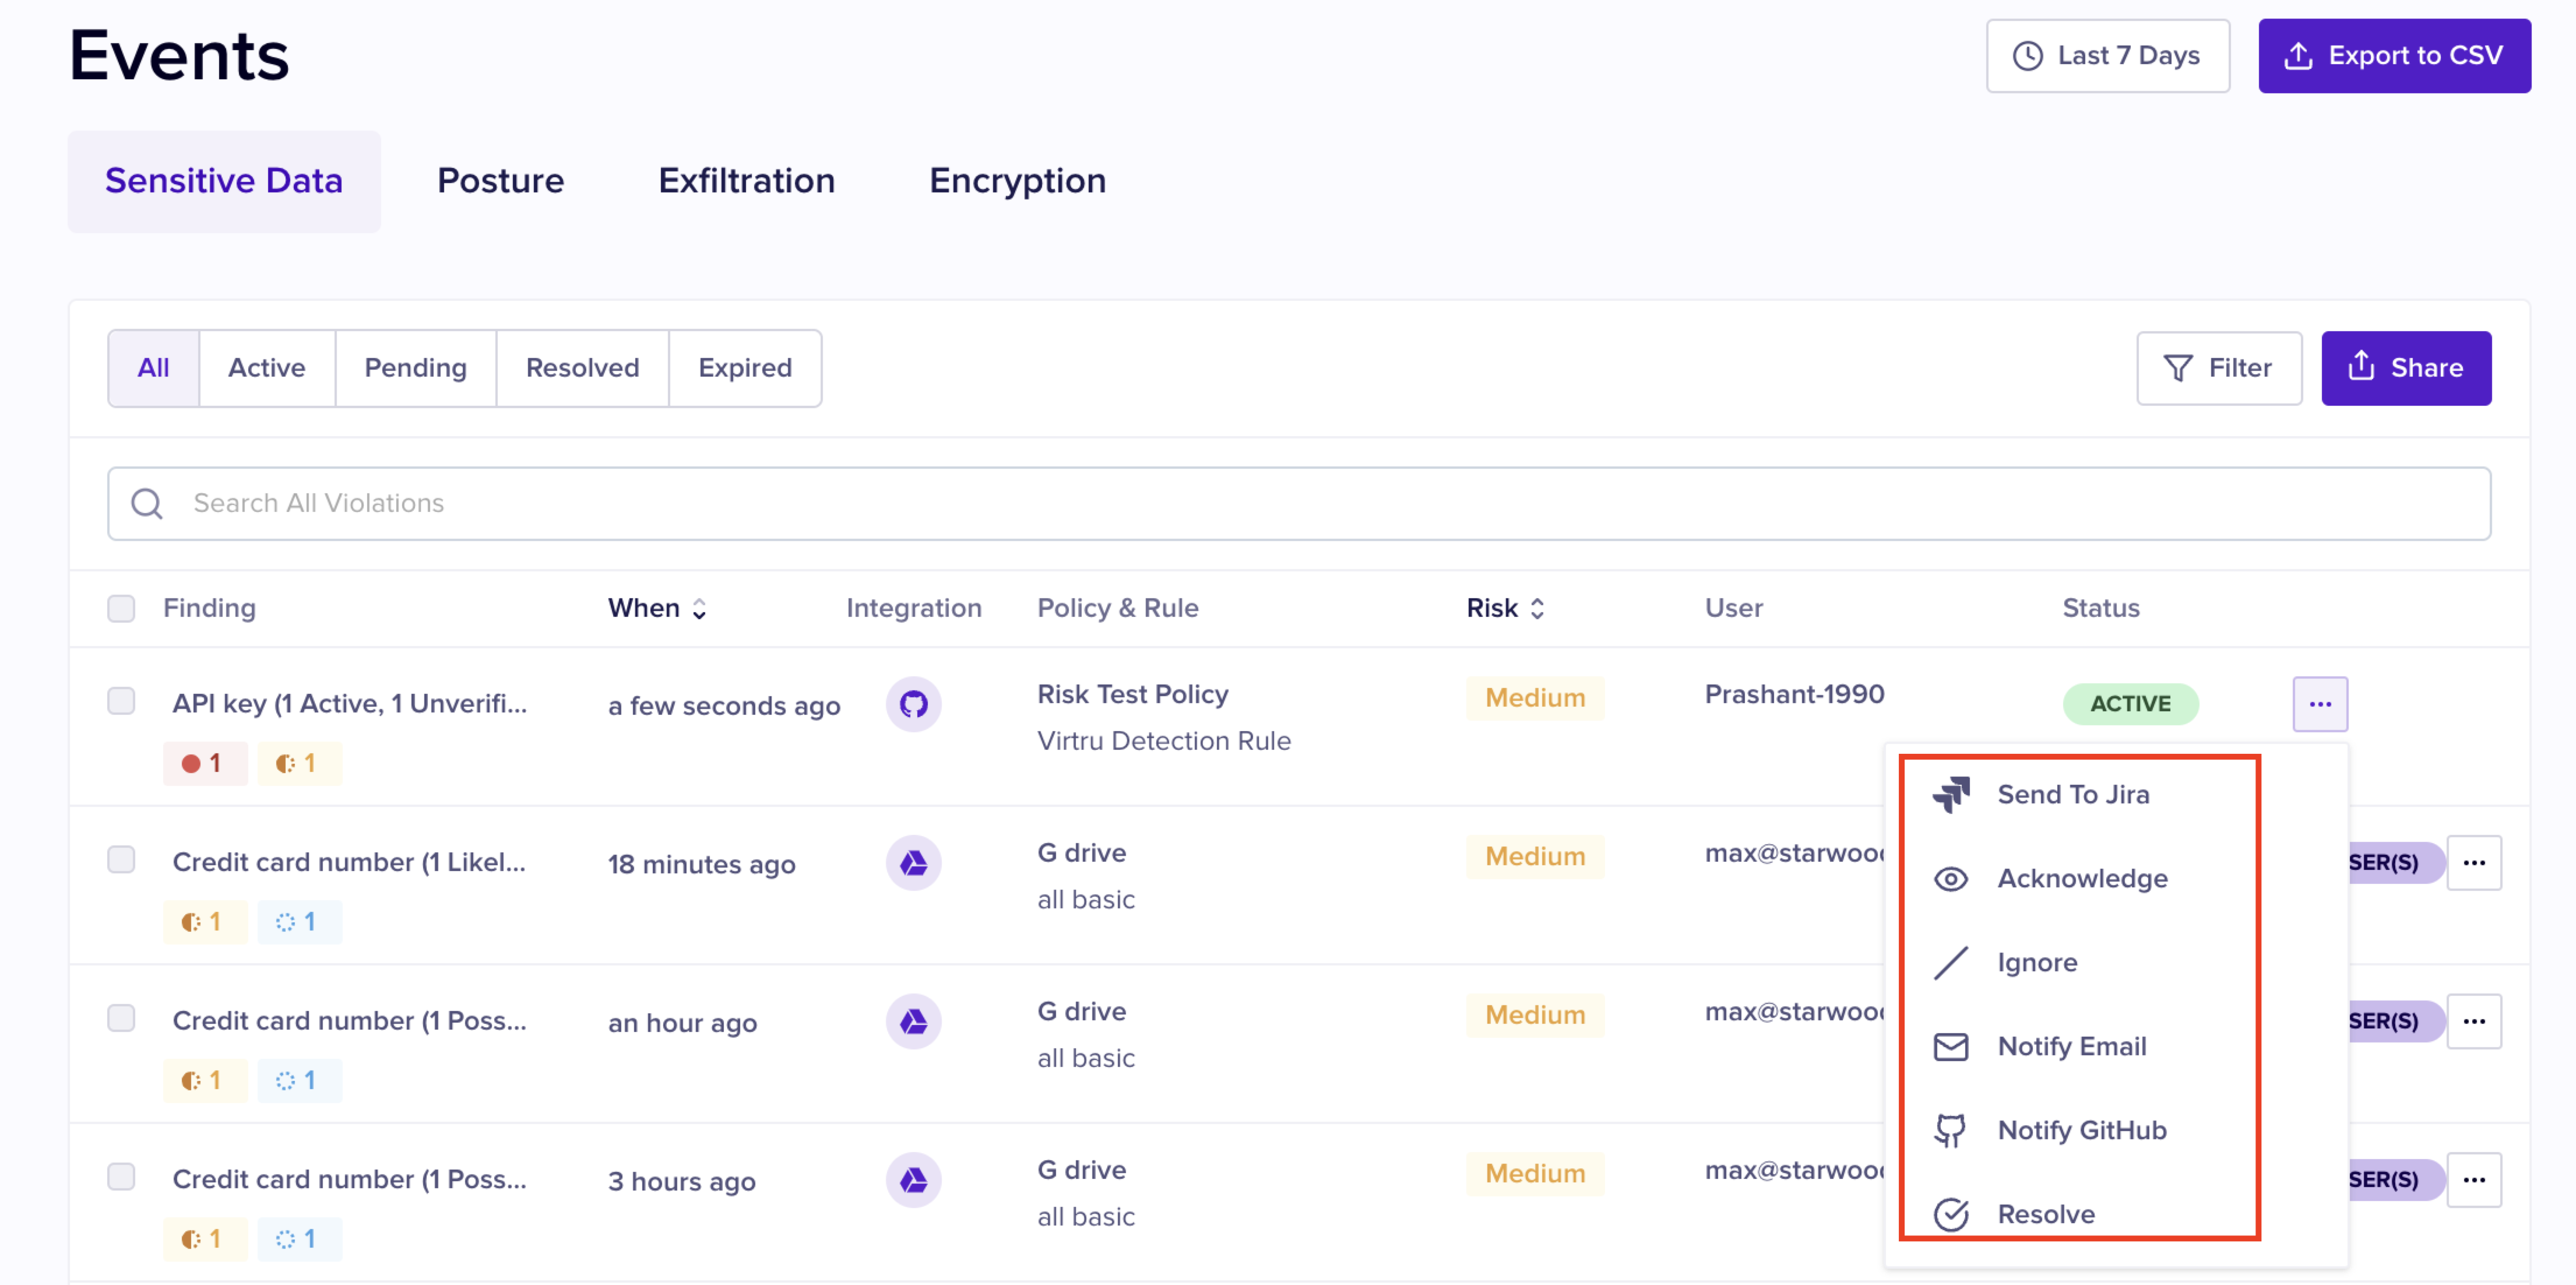 Events
Last 7 Days
Export to CSV
Sensitive Data Posture Exfiltration Encryption
All Active Pending Resolved Expired
Filter
Share
Search All Violations
Finding When Integration Policy & Rule Risk User Status
API key (1 Active, 1 Unverifi... a few seconds ago Risk Test Policy Medium Prashant-1990 ACTIVE ...
Virtru Detection Rule
1 1
Send To Jira
Credit card number (1 Likel... 18 minutes ago G drive Medium max@starwoo SER(S) ...
all basic
1 1
Acknowledge
Ignore
Credit card number (1 Poss... an hour ago G drive Medium max@starwoo SER(S) ...
all basic
1 1
Notify Email
Notify GitHub
Credit card number (1 Poss... 3 hours ago G drive Medium max@starwoo SER(S) ...
all basic
1 1
Resolve